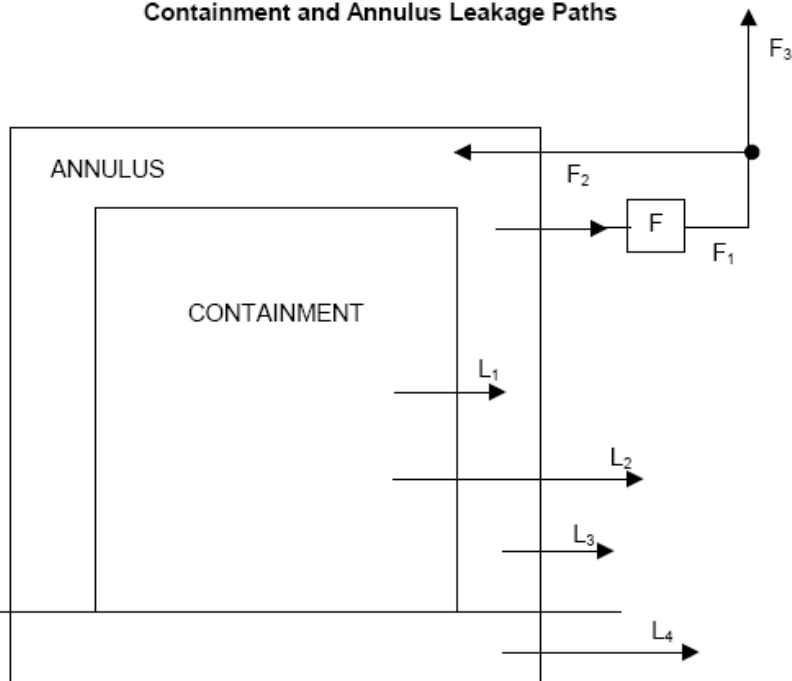 Containment and Annulus Leakage Paths
F₃
ANNULUS
F₂
F
F₁
CONTAINMENT
L₁
L₂
L₃
L₄